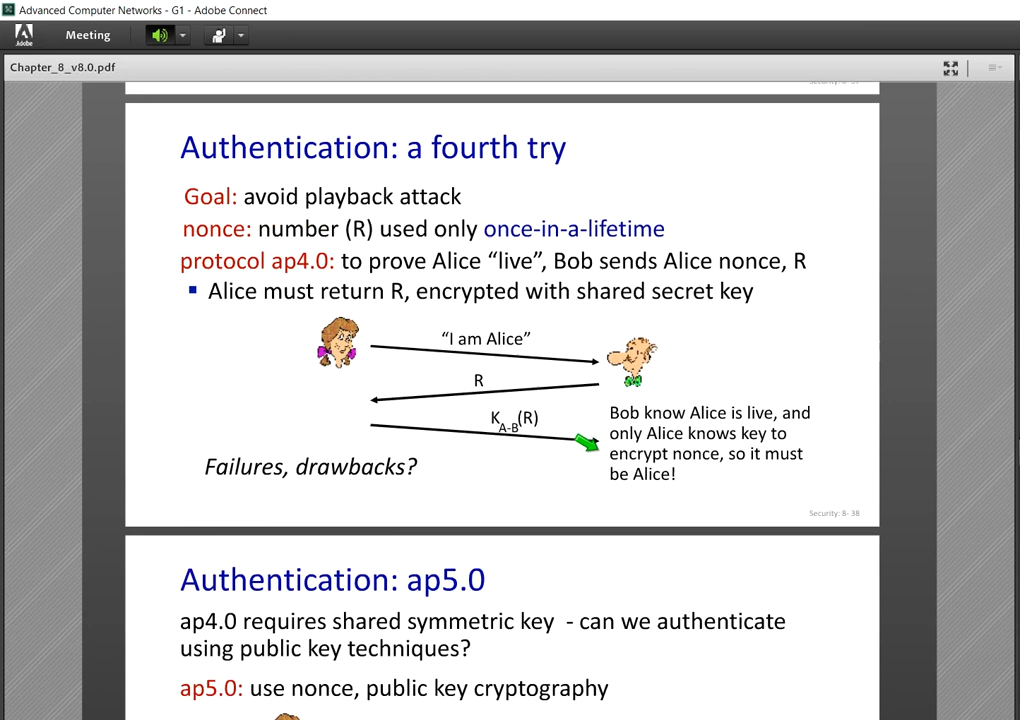 Advanced Computer Networks - G1 - Adobe Connect
Adobe
Meeting
Chapter_8_v8.0.pdf
Authentication: a fourth try
Goal: avoid playback attack
nonce: number (R) used only once-in-a-lifetime
protocol ap4.0: to prove Alice “live”, Bob sends Alice nonce, R
▪ Alice must return R, encrypted with shared secret key
“I am Alice”
R
K A-B (R)
Bob know Alice is live, and
only Alice knows key to
encrypt nonce, so it must
be Alice!
Failures, drawbacks?
Security: 8- 38
Authentication: ap5.0
ap4.0 requires shared symmetric key - can we authenticate
using public key techniques?
ap5.0: use nonce, public key cryptography